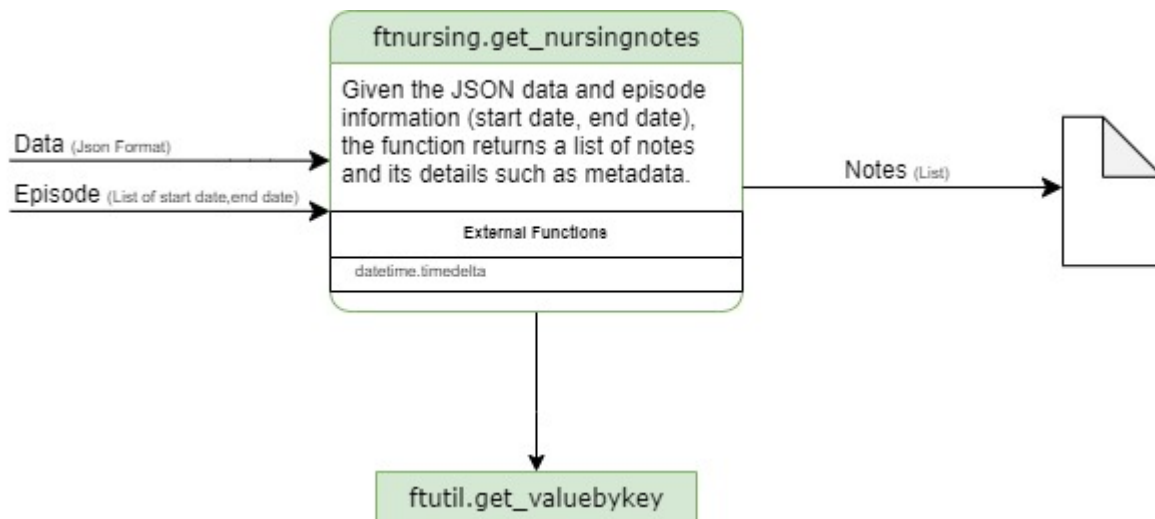 ftnursing.get_nursingnotes
Given the JSON data and episode
information (start date, end date),
the function returns a list of notes
and its details such as metadata.
Data (Json Format)
Episode (List of start date,end date)
Notes (List)
External Functions
datetime.timedelta
ftutil.get_valuebykey